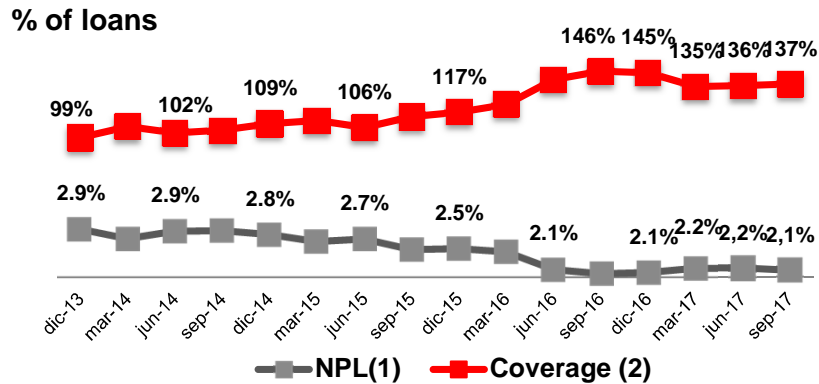 % of loans
99%
102%
109%
106%
117%
146%
145%
135%
136%
137%
2.9%
2.9%
2.8%
2.7%
2.5%
2.1%
2.1%
2.2%
2,2%
2,1%
dic-13
mar-14
jun-14
sep-14
dic-14
mar-15
jun-15
sep-15
dic-15
mar-16
jun-16
sep-16
dic-16
mar-17
jun-17
sep-17
NPL(1)
Coverage (2)